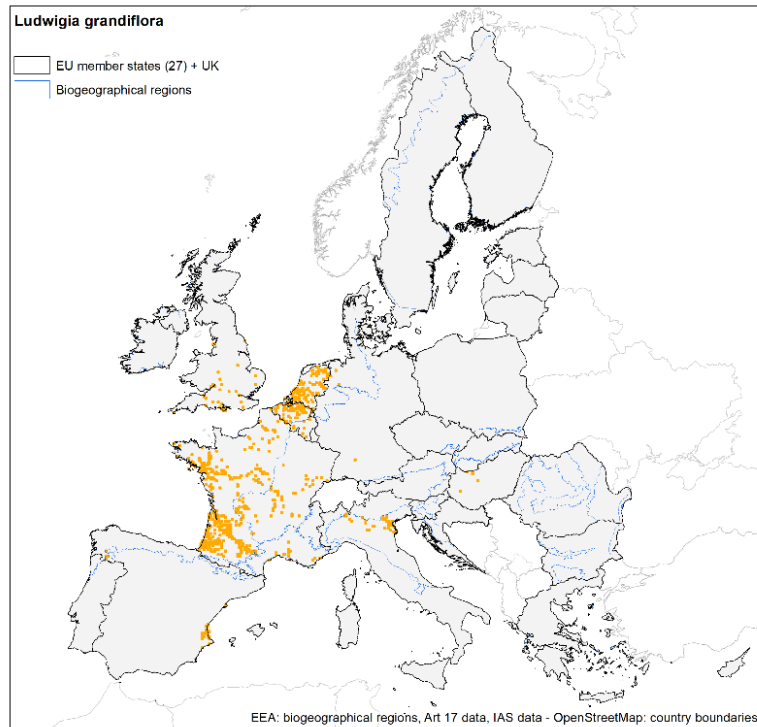 Ludwigia grandiflora
EU member states (27) + UK
Biogeographical regions
EEA: biogeographical regions, Art 17 data, IAS data - OpenStreetMap: country boundaries